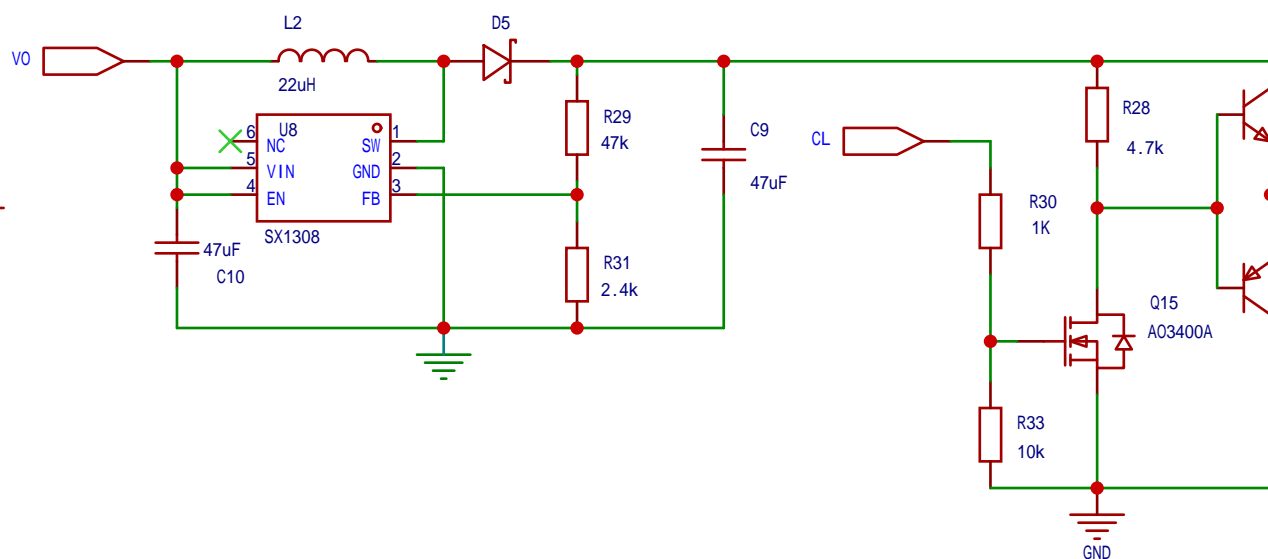 L2
D5
VO
22uH
U8
6
NC
1
SW
5
VIN
2
GND
4
EN
3
FB
SX1308
47uF
C10
R29
47k
R31
2.4k
C9
47uF
CL
R30
1K
R28
4.7k
Q15
AO3400A
R33
10k
GND